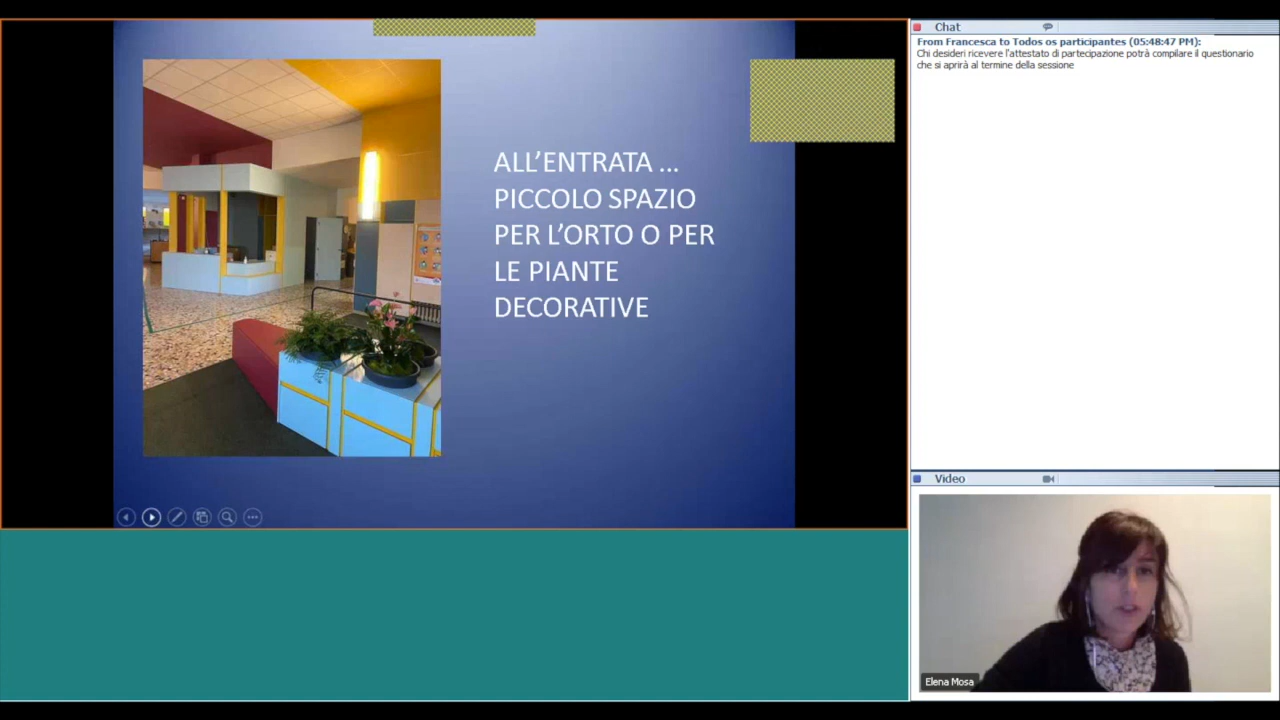 ALL’ENTRATA ...
PICCOLO SPAZIO
PER L’ORTO O PER
LE PIANTE
DECORATIVE
Chat
From Francesca to Todos os participantes (05:48:47 PM):
Chi desideri ricevere l'attestato di partecipazione potrà compilare il questionario
che si aprirà al termine della sessione
Video
Elena Mosa